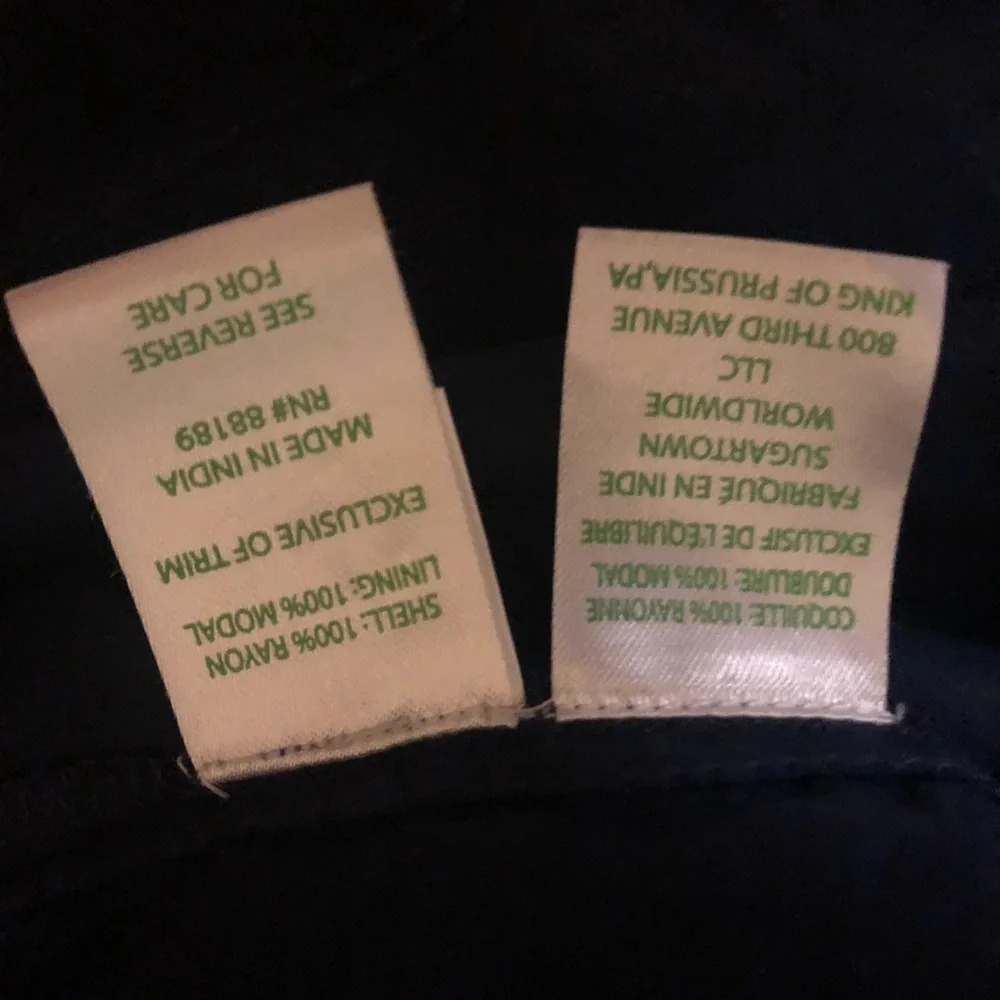 SHELL: 100% RAYON
LINING: 100% MODAL
EXCLUSIVE OF TRIM
MADE IN INDIA
RN# 88189
SEE REVERSE
FOR CARE
COQUILLE: 100% RAYONNE
DOUBLURE: 100% MODAL
EXCLUSIF DE L'ÉQUILIBRE
FABRIQUÉ EN INDE
SUGARTOWN
WORLDWIDE
LLC
800 THIRD AVENUE
KING OF PRUSSIA,PA